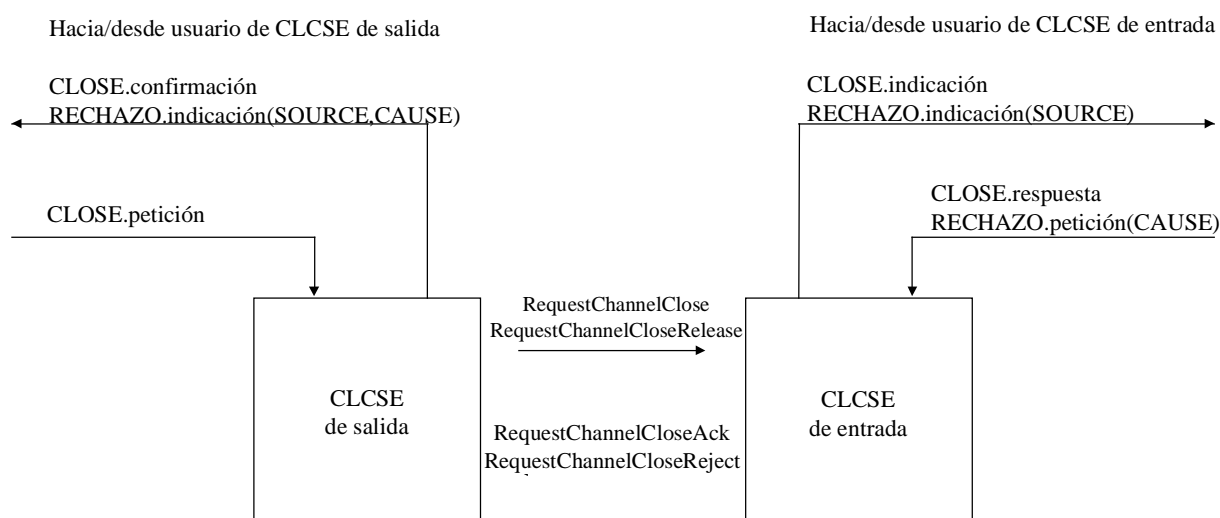 Hacia/desde usuario de CLCSE de salida
Hacia/desde usuario de CLCSE de entrada
CLOSE.confirmación
RECHAZO.indicación(SOURCE,CAUSE)
CLOSE.indicación
RECHAZO.indicación(SOURCE)
CLOSE.petición
CLOSE.respuesta
RECHAZO.petición(CAUSE)
RequestChannelClose
RequestChannelCloseRelease
CLCSE
de salida
RequestChannelCloseAck
RequestChannelCloseReject
CLCSE
de entrada